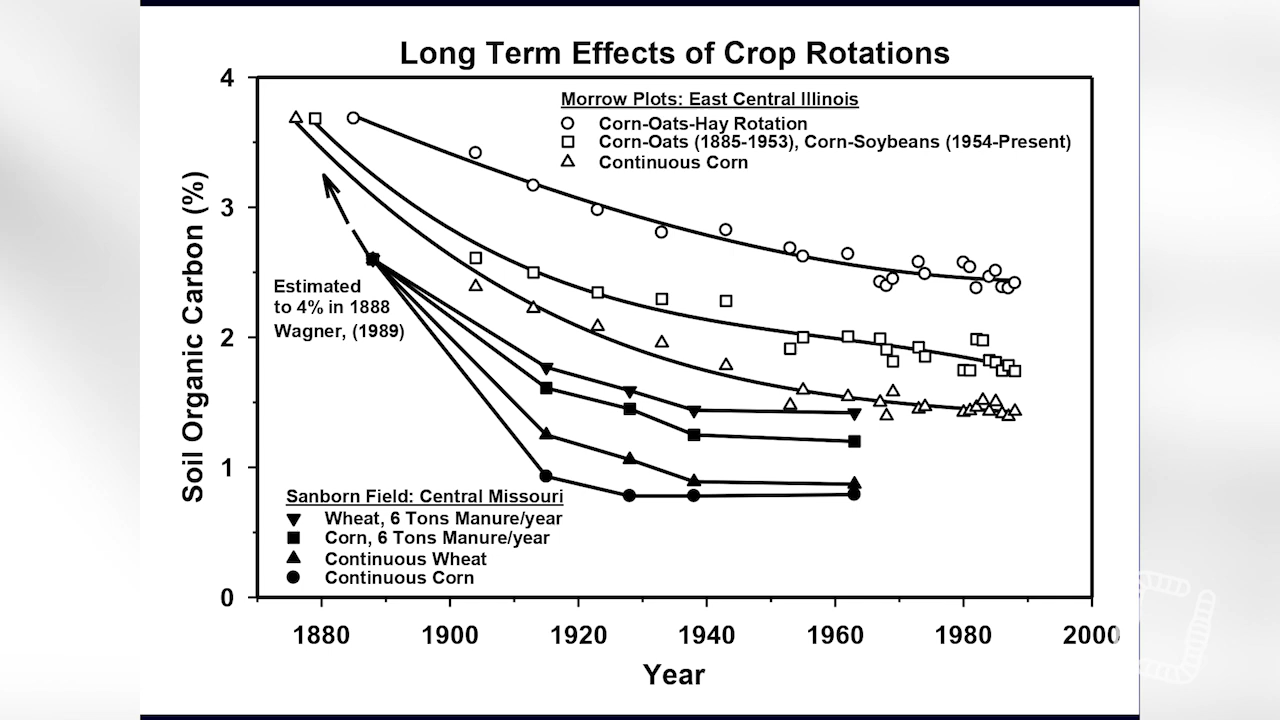 Long Term Effects of Crop Rotations
4
3
2
1
0
Soil Organic Carbon (%)
Morrow Plots: East Central Illinois
Corn-Oats-Hay Rotation
Corn-Oats (1885-1953), Corn-Soybeans (1954-Present)
Continuous Corn
Estimated
to 4% in 1888
Wagner, (1989)
Sanborn Field: Central Missouri
Wheat, 6 Tons Manure/year
Corn, 6 Tons Manure/year
Continuous Wheat
Continuous Corn
1880 1900 1920 1940 1960 1980 2000
Year